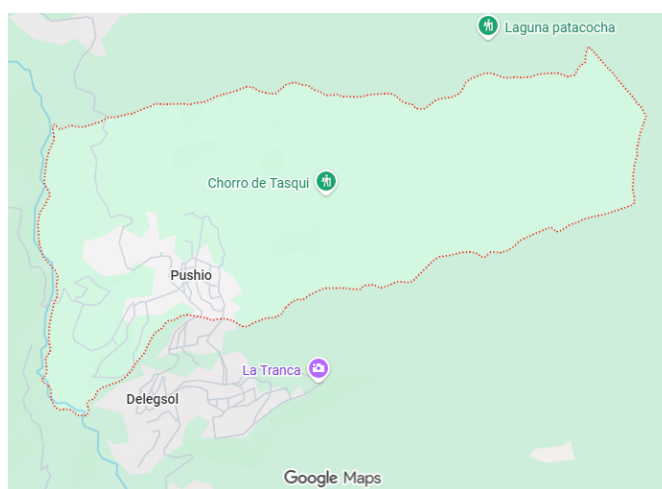 Laguna patacocha
Chorro de Tasqui
Pushio
La Tranca
Delegsol
Google Maps